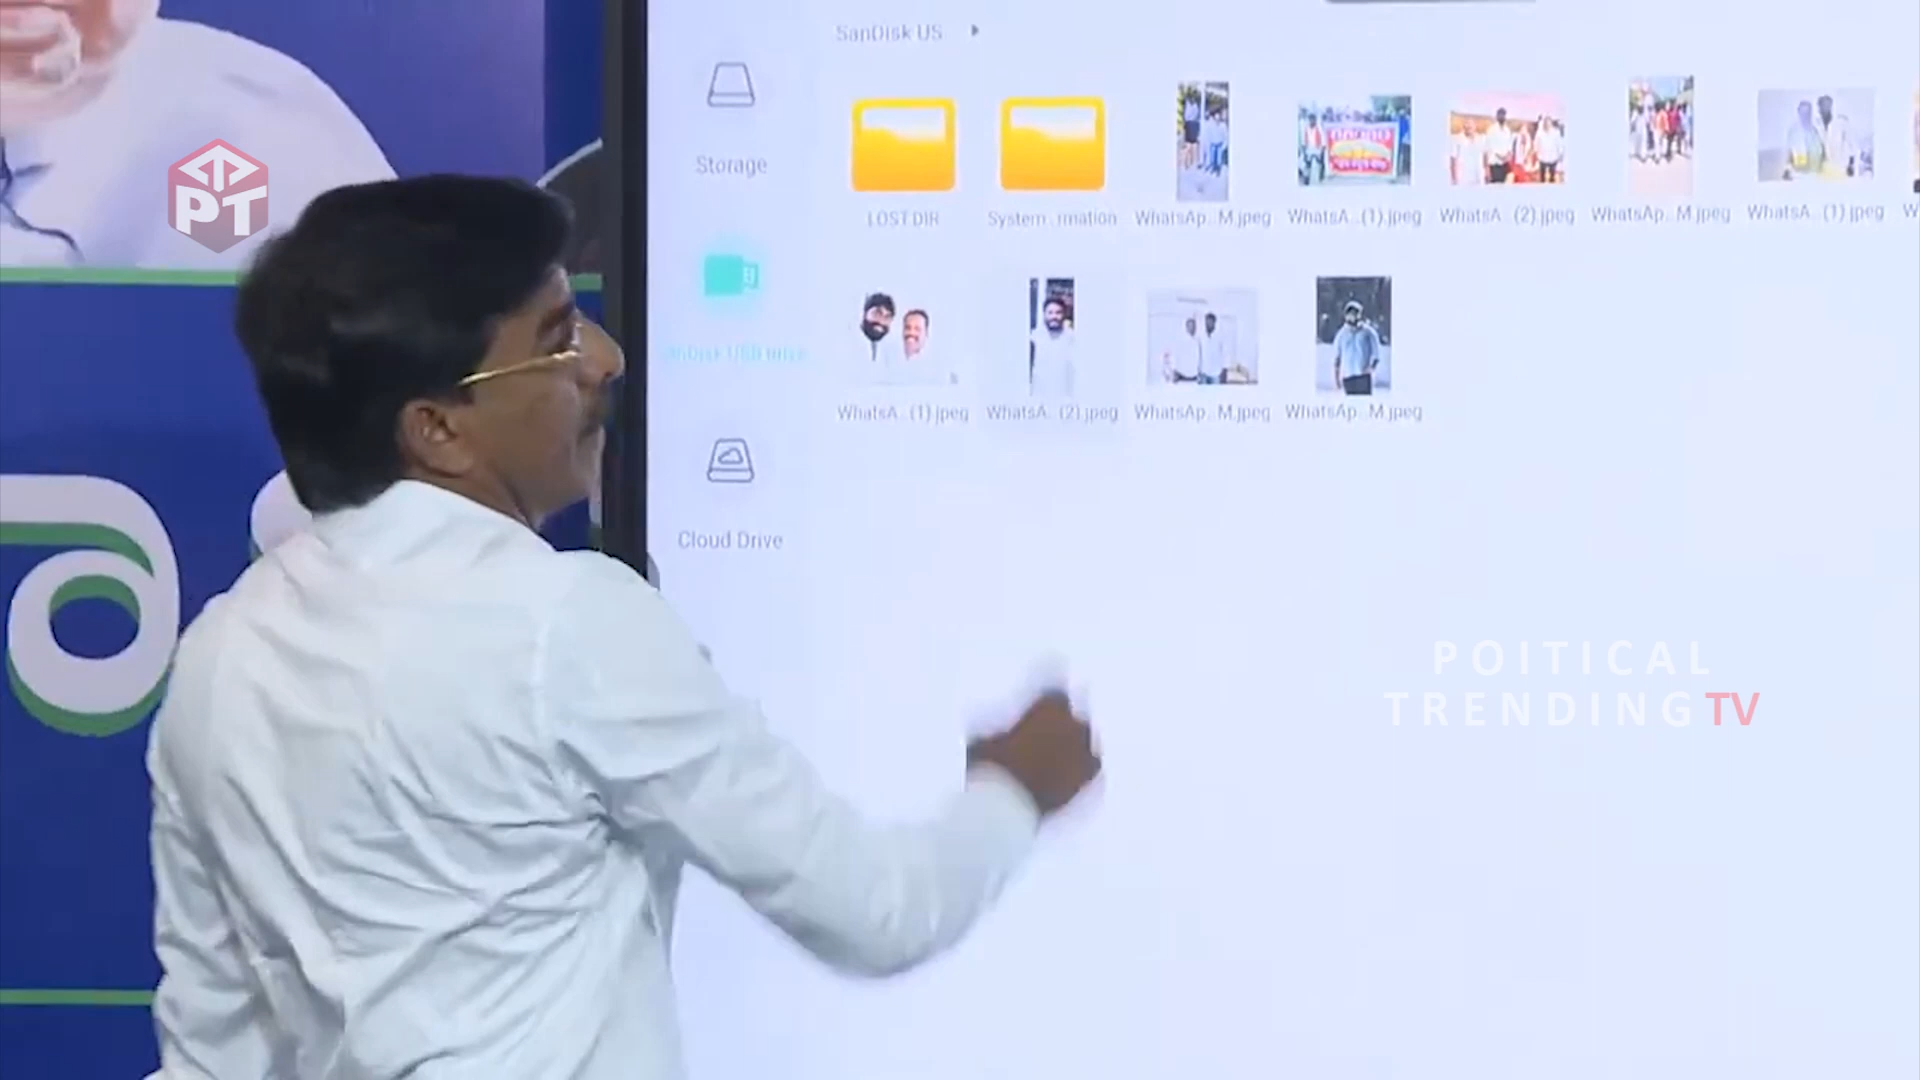 SanDisk US
Storage
LOST.DIR
System...rmation
WhatsAp...M.jpeg
WhatsA...(1).jpeg
WhatsA...(2).jpeg
WhatsAp...M.jpeg
WhatsA...(1).jpeg
PT
WhatsA...(1).jpeg
WhatsA...(2).jpeg
WhatsAp...M.jpeg
WhatsAp...M.jpeg
Cloud Drive
POITICAL
TRENDING TV